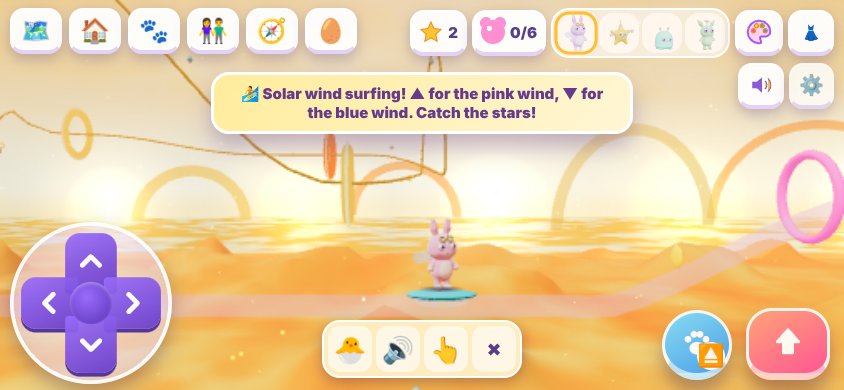 2
0/6
🏄 Solar wind surfing! ▲ for the pink wind, ▼ for
the blue wind. Catch the stars!